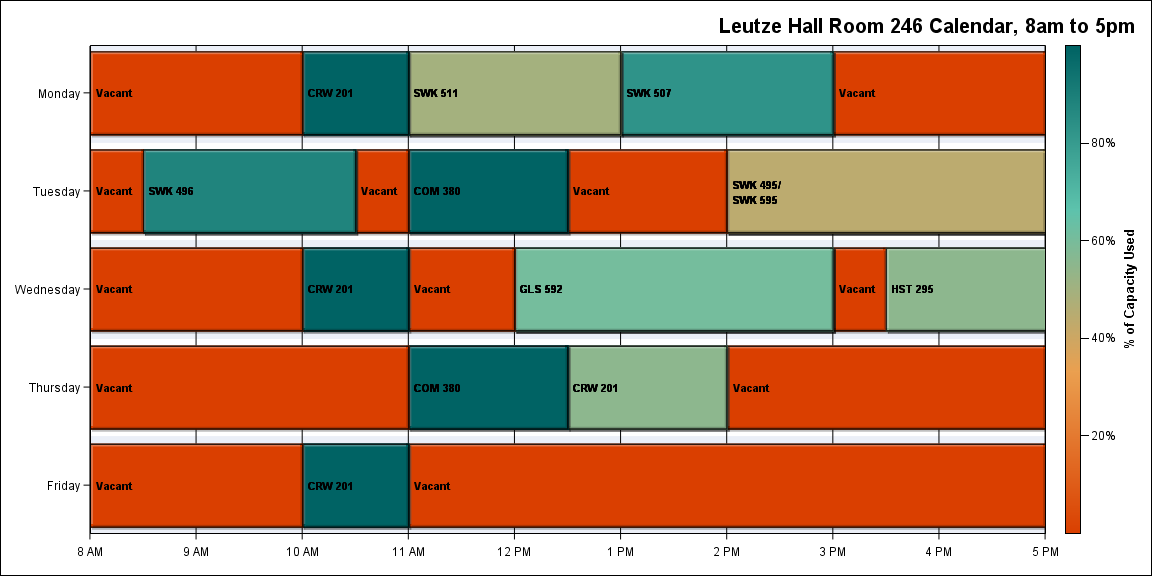 Leutze Hall Room 246 Calendar, 8am to 5pm
Monday
Vacant
CRW 201
SWK 511
SWK 507
Vacant
Tuesday
Vacant
SWK 496
Vacant
COM 380
Vacant
SWK 495/
SWK 595
Wednesday
Vacant
CRW 201
Vacant
GLS 592
Vacant
HST 295
Thursday
Vacant
COM 380
CRW 201
Vacant
Friday
Vacant
CRW 201
Vacant
8 AM
9 AM
10 AM
11 AM
12 PM
1 PM
2 PM
3 PM
4 PM
5 PM
80%
60%
40%
20%
% of Capacity Used